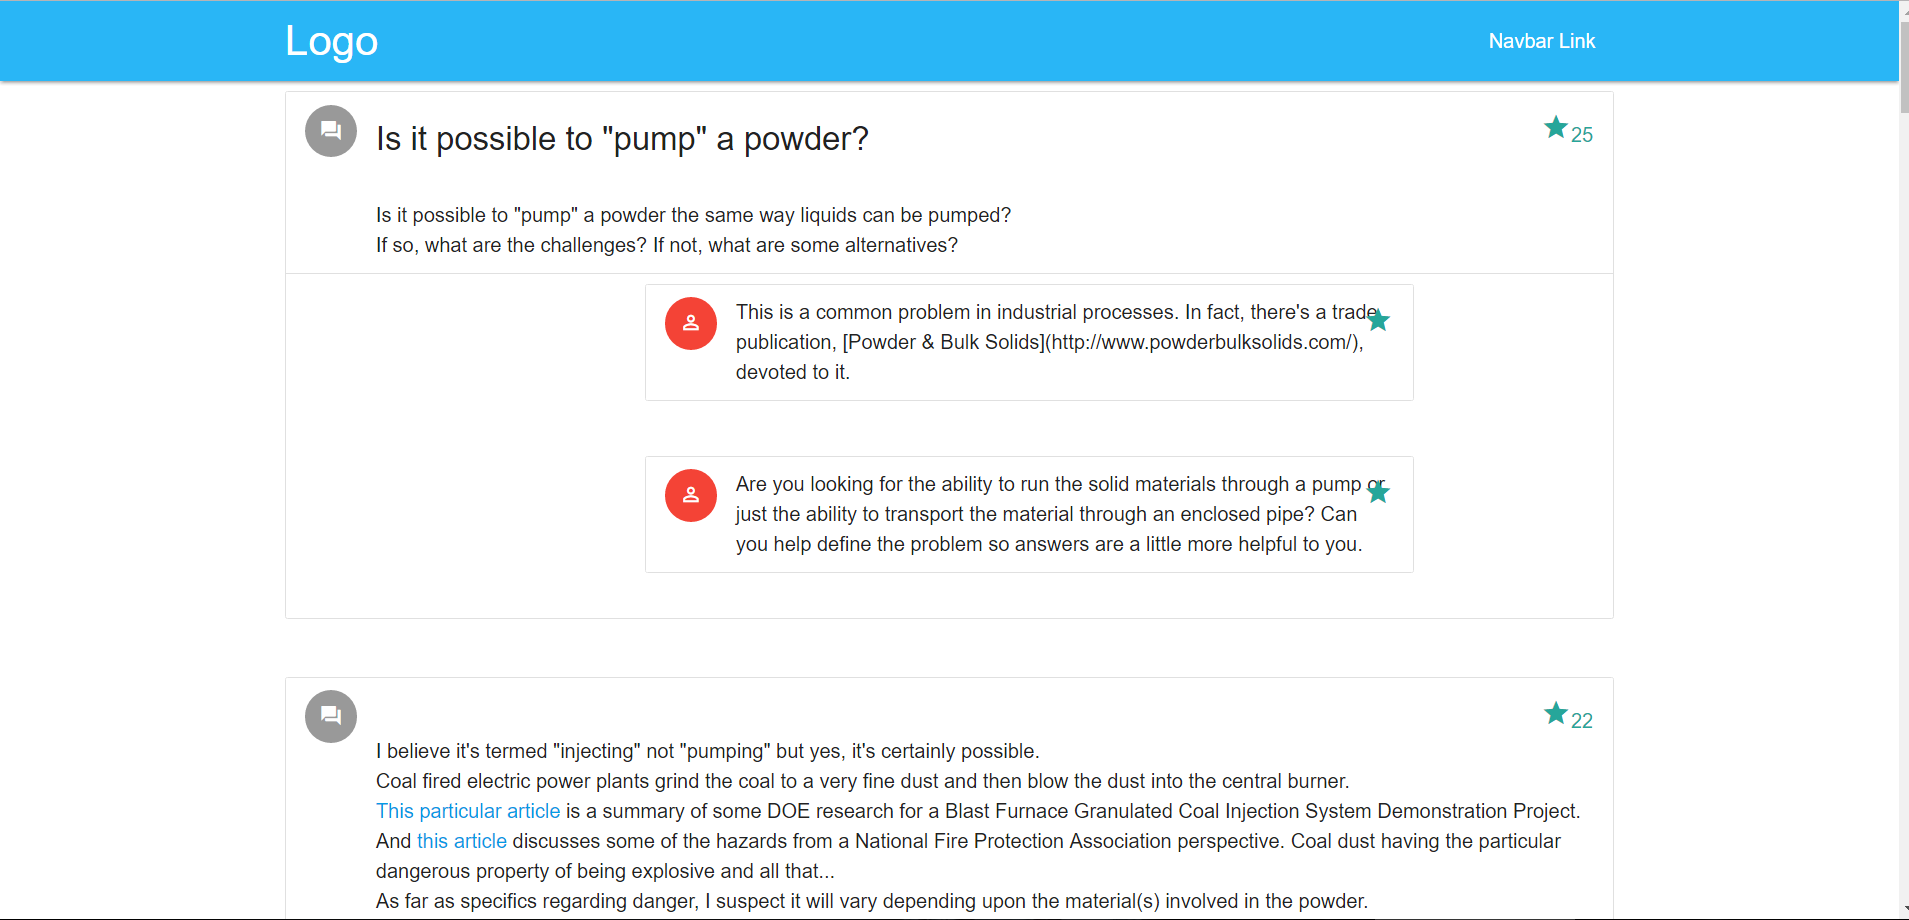 Logo
Navbar Link
Is it possible to "pump" a powder?
25
Is it possible to "pump" a powder the same way liquids can be pumped?
If so, what are the challenges? If not, what are some alternatives?
This is a common problem in industrial processes. In fact, there's a trade
publication, [Powder & Bulk Solids](http://www.powderbulksolids.com/),
devoted to it.
Are you looking for the ability to run the solid materials through a pump or
just the ability to transport the material through an enclosed pipe? Can
you help define the problem so answers are a little more helpful to you.
22
I believe it's termed "injecting" not "pumping" but yes, it's certainly possible.
Coal fired electric power plants grind the coal to a very fine dust and then blow the dust into the central burner.
This particular article is a summary of some DOE research for a Blast Furnace Granulated Coal Injection System Demonstration Project.
And this article discusses some of the hazards from a National Fire Protection Association perspective. Coal dust having the particular
dangerous property of being explosive and all that...
As far as specifics regarding danger, I suspect it will vary depending upon the material(s) involved in the powder.